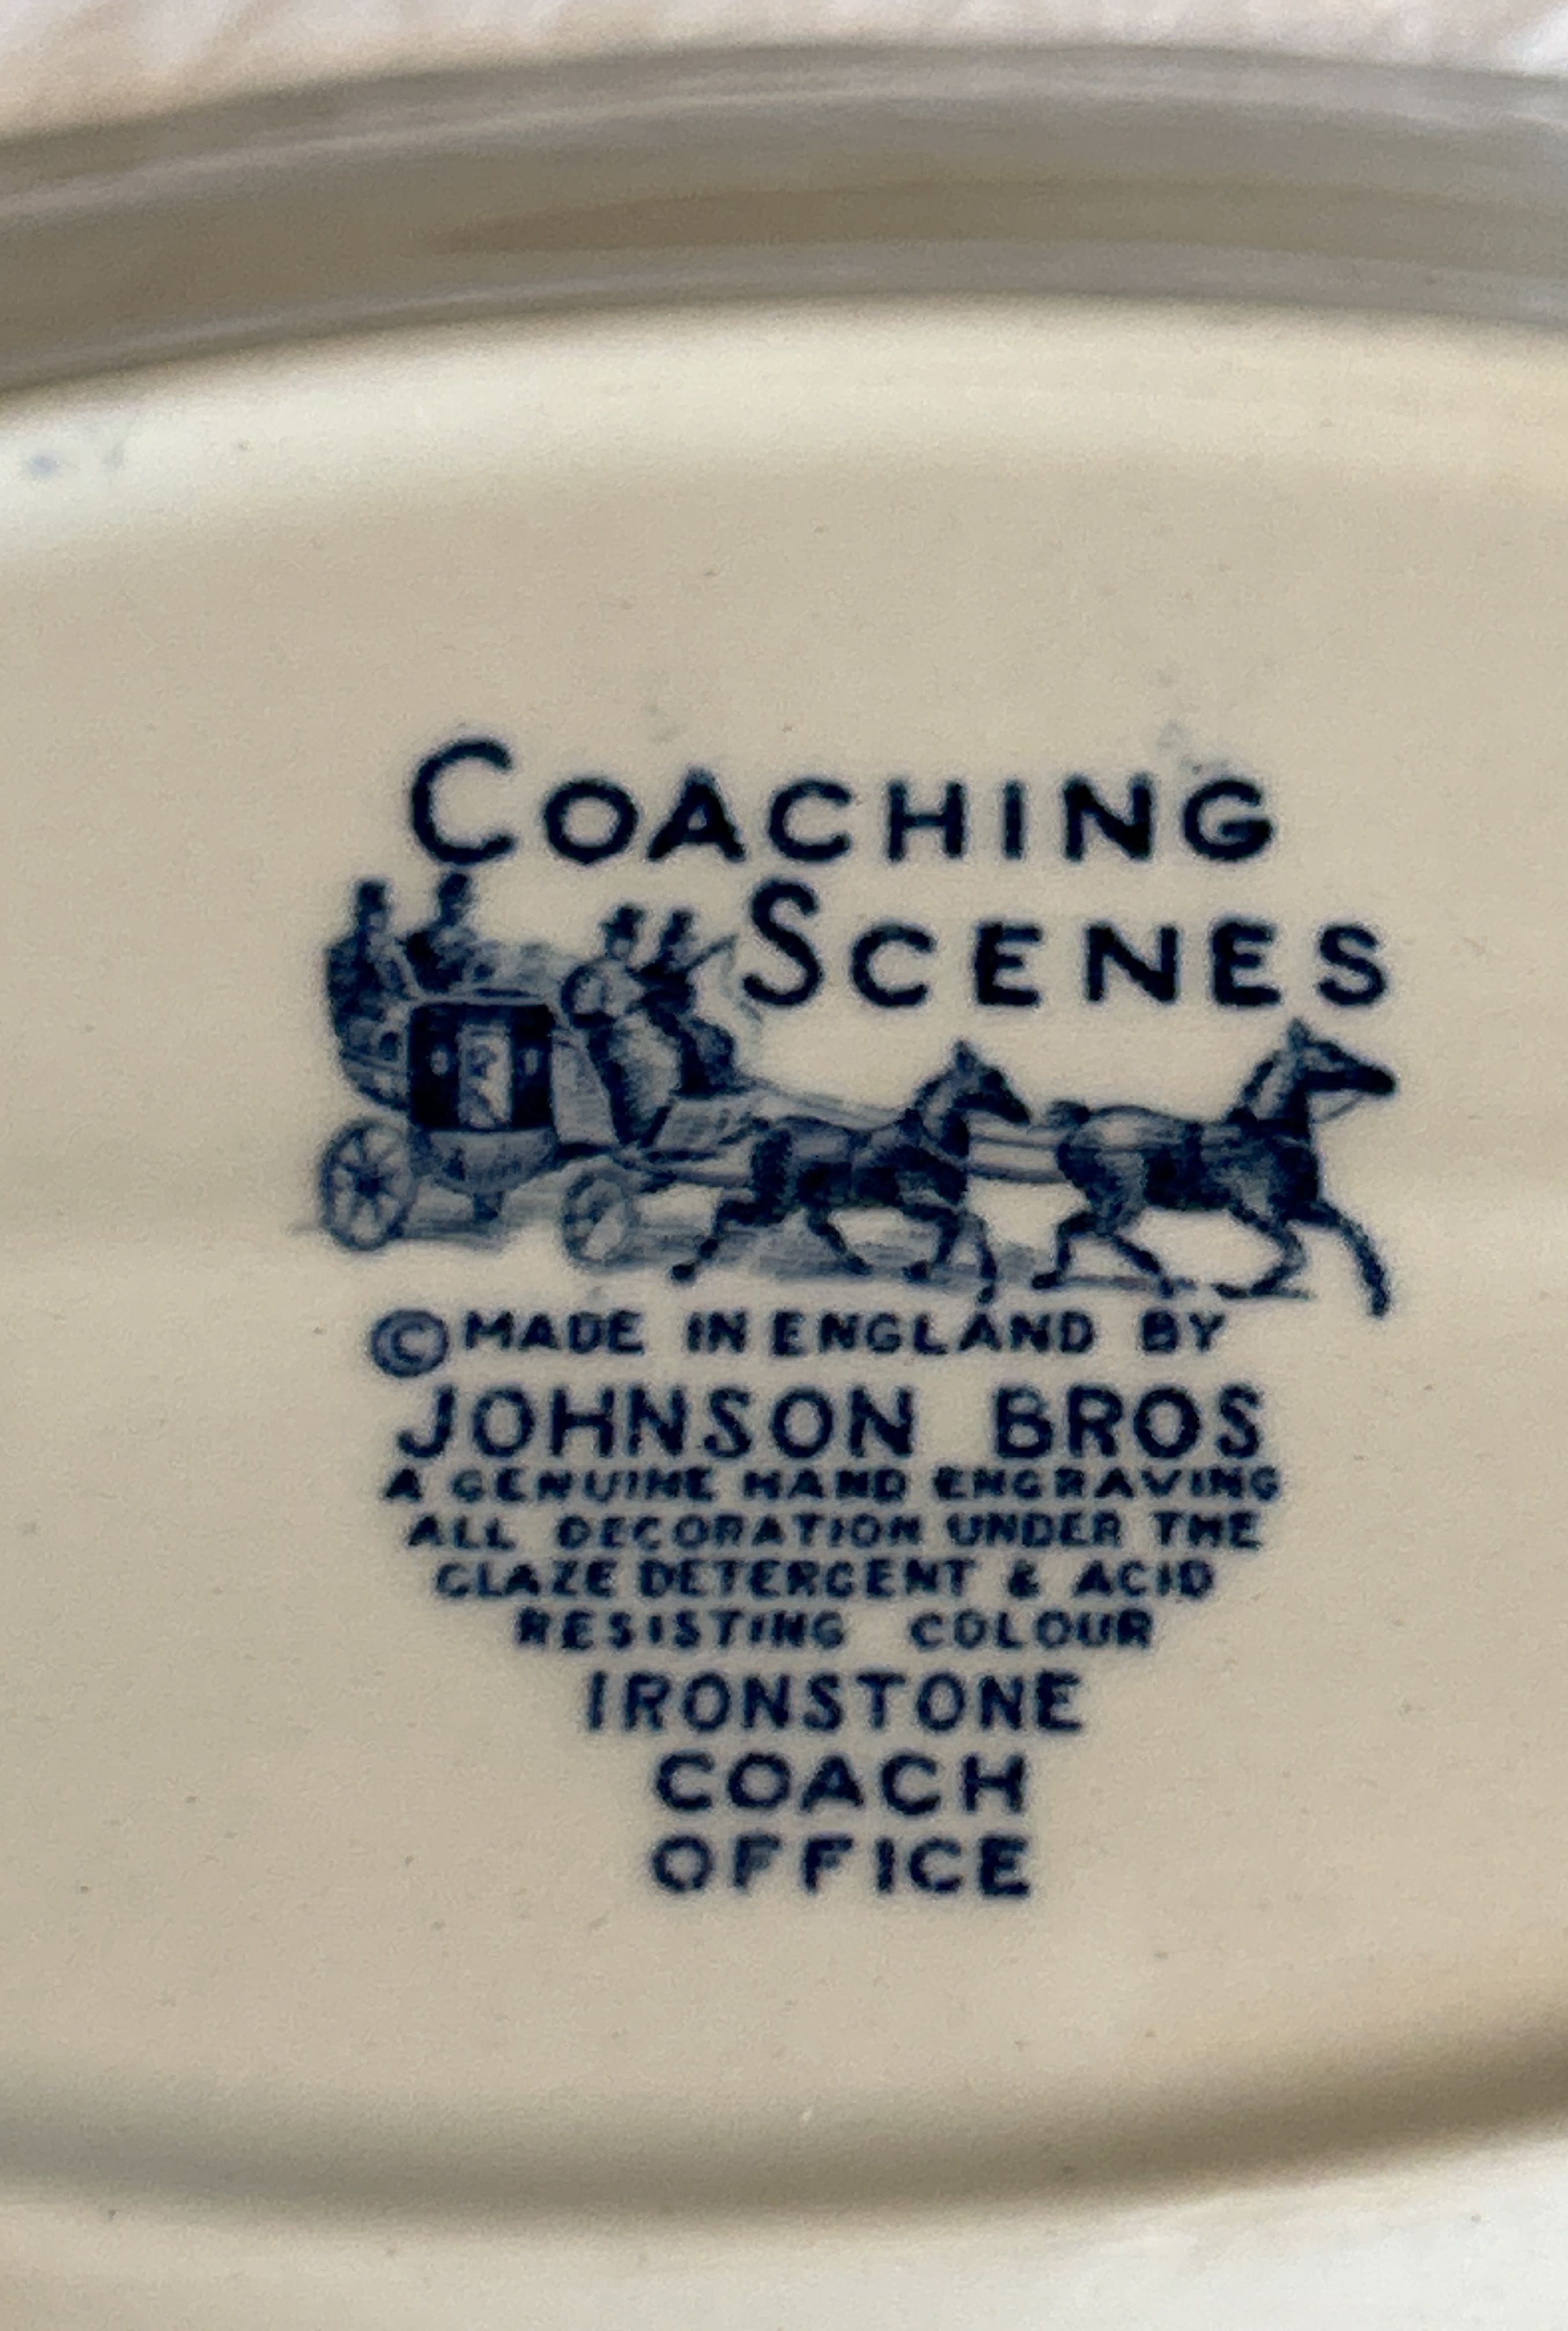 COACHING
SCENES
©MADE IN ENGLAND BY
JOHNSON BROS
A GENUINE HAND ENGRAVING
ALL DECORATION UNDER THE
GLAZE DETERGENT & ACID
RESISTING COLOUR
IRONSTONE
COACH
OFFICE